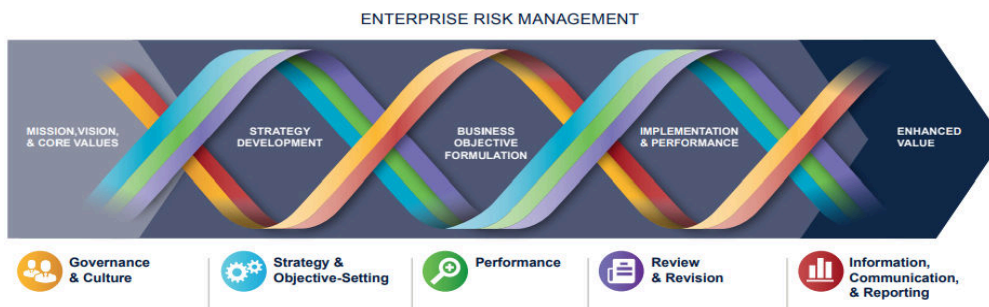 ENTERPRISE RISK MANAGEMENT
MISSION,VISION,
& CORE VALUES
STRATEGY
DEVELOPMENT
BUSINESS
OBJECTIVE
FORMULATION
IMPLEMENTATION
& PERFORMANCE
ENHANCED
VALUE
Governance
& Culture
Strategy &
Objective-Setting
Performance
Review
& Revision
Information,
Communication,
& Reporting